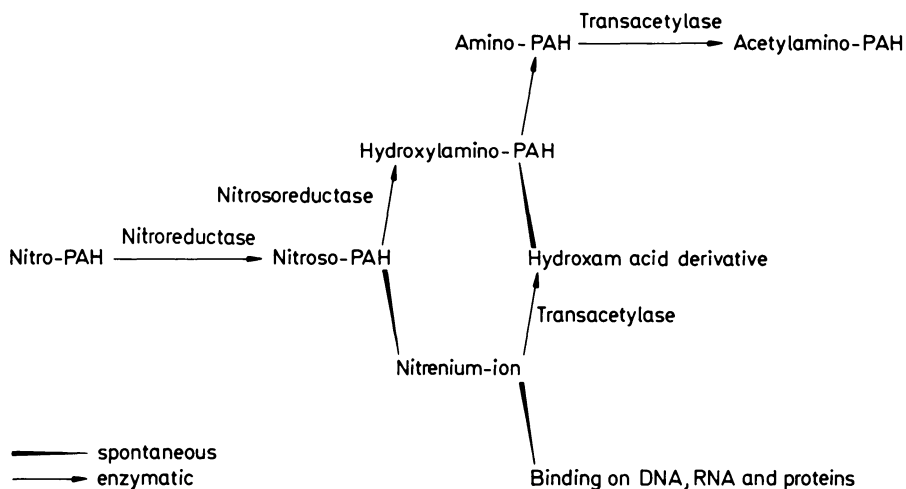 Transacetylase
Amino-PAH
Acetylamino-PAH
Hydroxylamino-PAH
Nitrosoreductase
Nitroreductase
Nitro-PAH
Nitroso-PAH
Hydroxam acid derivative
Transacetylase
Nitrenium-ion
spontaneous
enzymatic
Binding on DNA, RNA and proteins